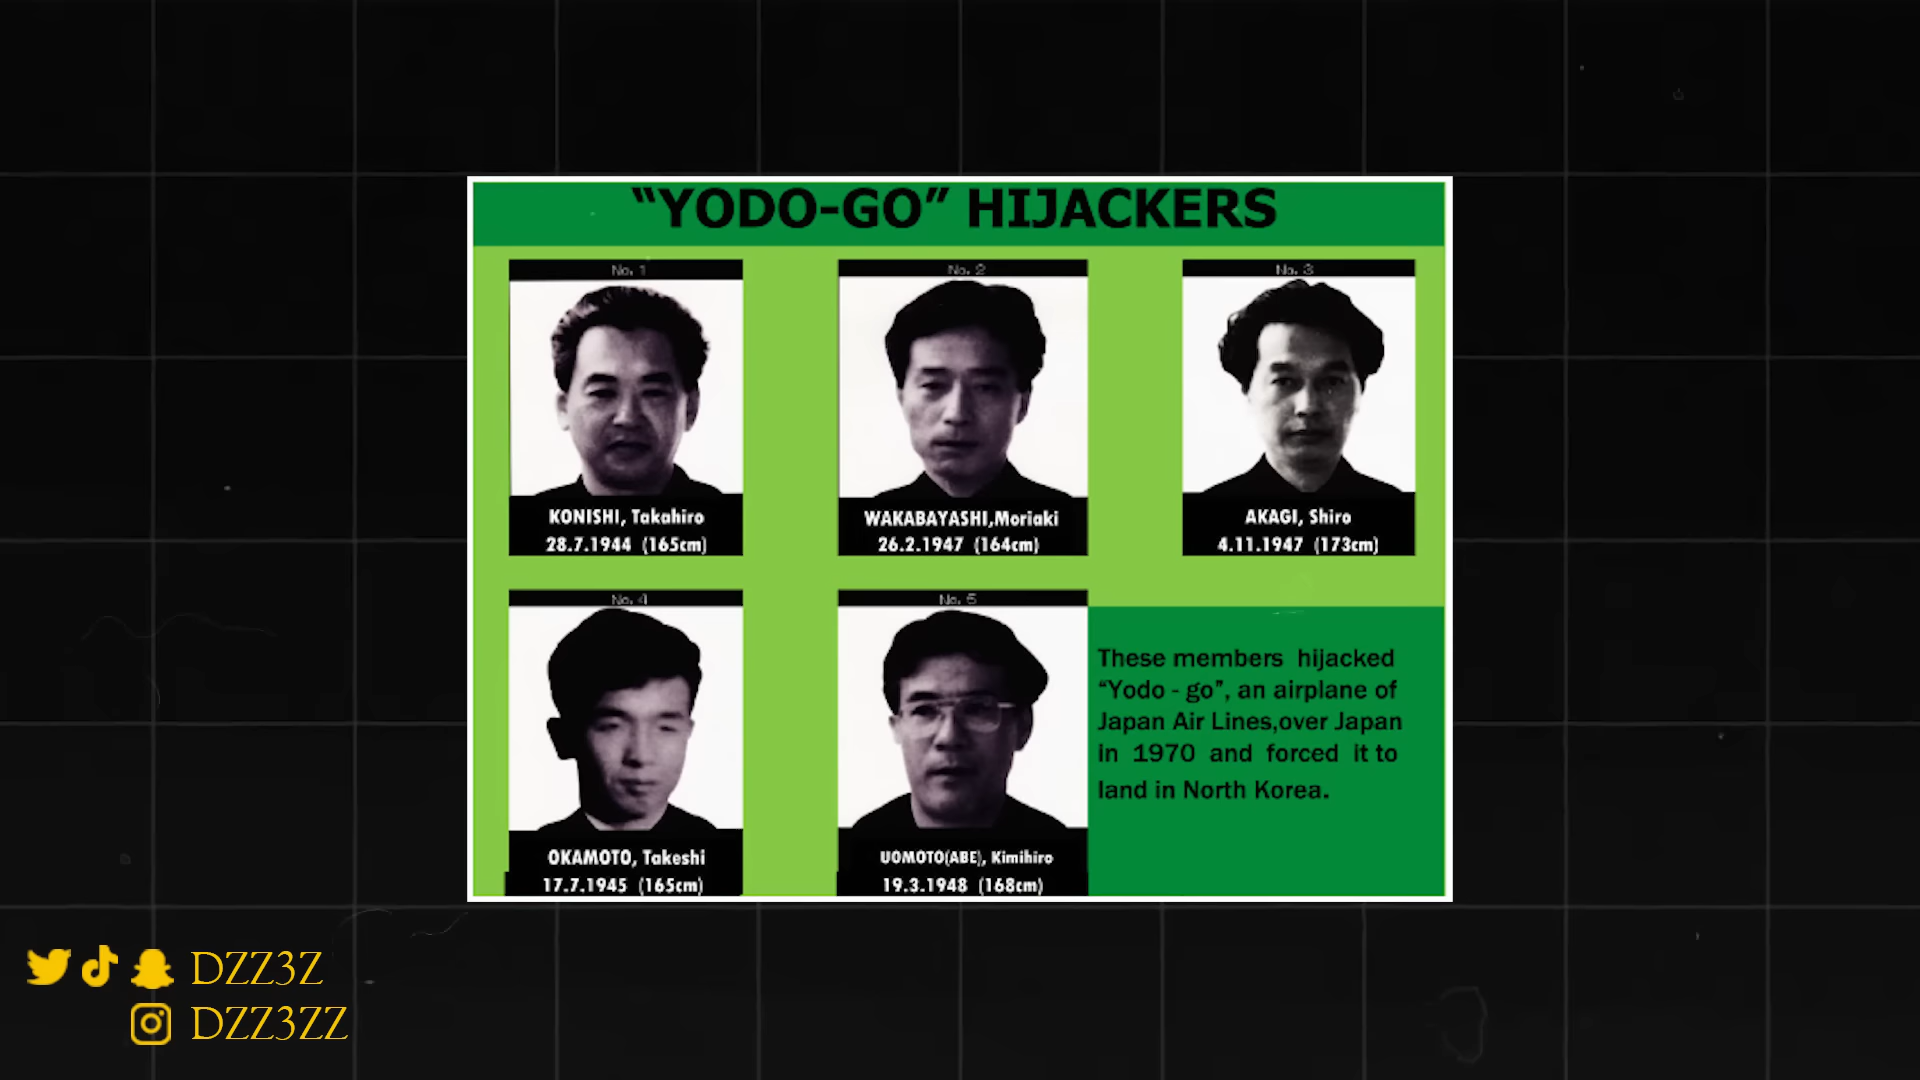 “YODO-GO” HIJACKERS
No. 1
No. 2
No. 3
KONISHI, Takahiro
28.7.1944 (165cm)
WAKABAYASHI,Moriaki
26.2.1947 (164cm)
AKAGI, Shiro
4.11.1947 (173cm)
No. 4
No. 5
OKAMOTO, Takeshi
17.7.1945 (165cm)
UOMOTO(ABE), Kimihiro
19.3.1948 (168cm)
These members hijacked
“Yodo - go”, an airplane of
Japan Air Lines,over Japan
in 1970 and forced it to
land in North Korea.
DZZ3Z
DZZ3ZZ